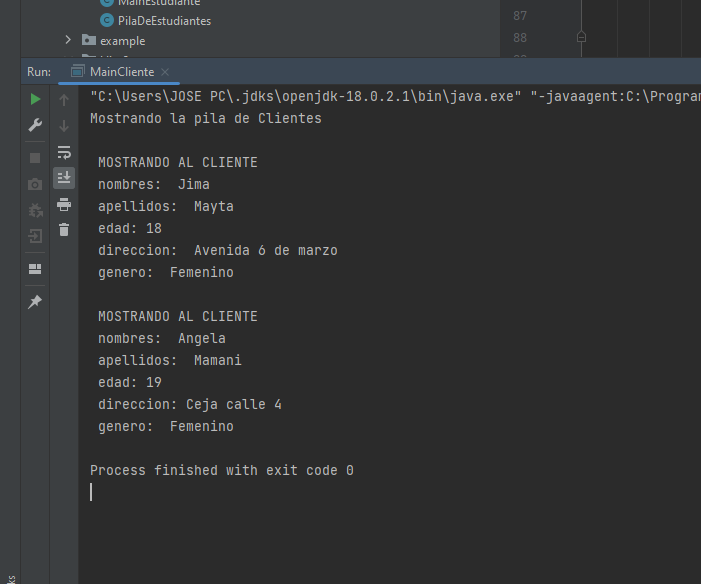 MainEstudiante
PilaDeEstudiantes
example
87
88
Run: MainCliente
"C:\Users\JOSE PC\.jdks\openjdk-18.0.2.1\bin\java.exe" "-javaagent:C:\Program
Mostrando la pila de Clientes
MOSTRANDO AL CLIENTE
nombres:  Jima
apellidos:  Mayta
edad: 18
direccion:  Avenida 6 de marzo
genero:  Femenino
MOSTRANDO AL CLIENTE
nombres:  Angela
apellidos:  Mamani
edad: 19
direccion: Ceja calle 4
genero:  Femenino
Process finished with exit code 0